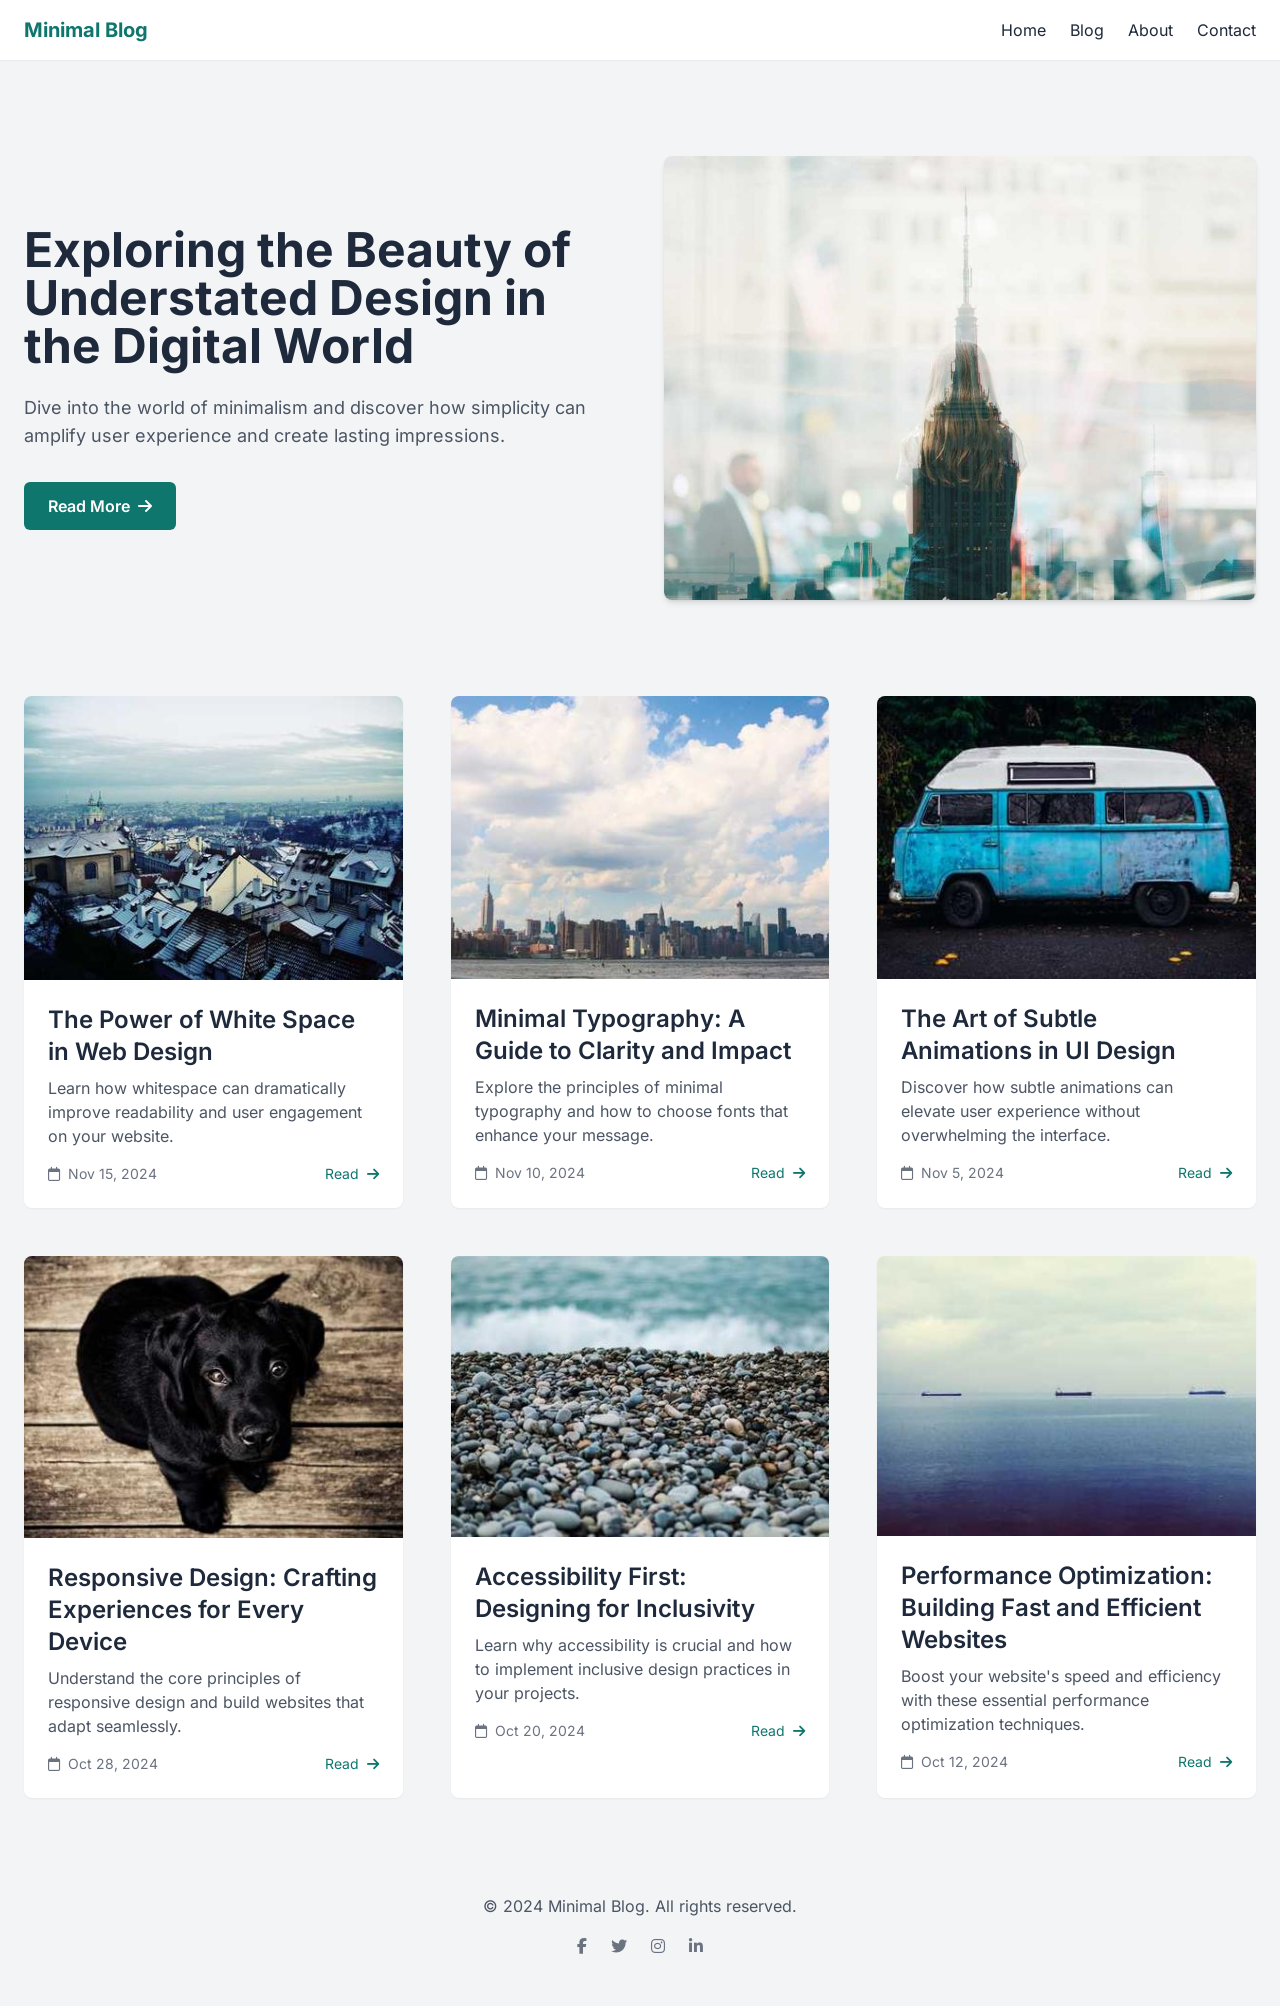 Minimal Blog
Home Blog About Contact
Exploring the Beauty of
Understated Design in
the Digital World
Dive into the world of minimalism and discover how simplicity can
amplify user experience and create lasting impressions.
Read More
The Power of White Space
in Web Design
Learn how whitespace can dramatically
improve readability and user engagement
on your website.
Nov 15, 2024 Read
Minimal Typography: A
Guide to Clarity and Impact
Explore the principles of minimal
typography and how to choose fonts that
enhance your message.
Nov 10, 2024 Read
The Art of Subtle
Animations in UI Design
Discover how subtle animations can
elevate user experience without
overwhelming the interface.
Nov 5, 2024 Read
Responsive Design: Crafting
Experiences for Every
Device
Understand the core principles of
responsive design and build websites that
adapt seamlessly.
Oct 28, 2024 Read
Accessibility First:
Designing for Inclusivity
Learn why accessibility is crucial and how
to implement inclusive design practices in
your projects.
Oct 20, 2024 Read
Performance Optimization:
Building Fast and Efficient
Websites
Boost your website's speed and efficiency
with these essential performance
optimization techniques.
Oct 12, 2024 Read
© 2024 Minimal Blog. All rights reserved.